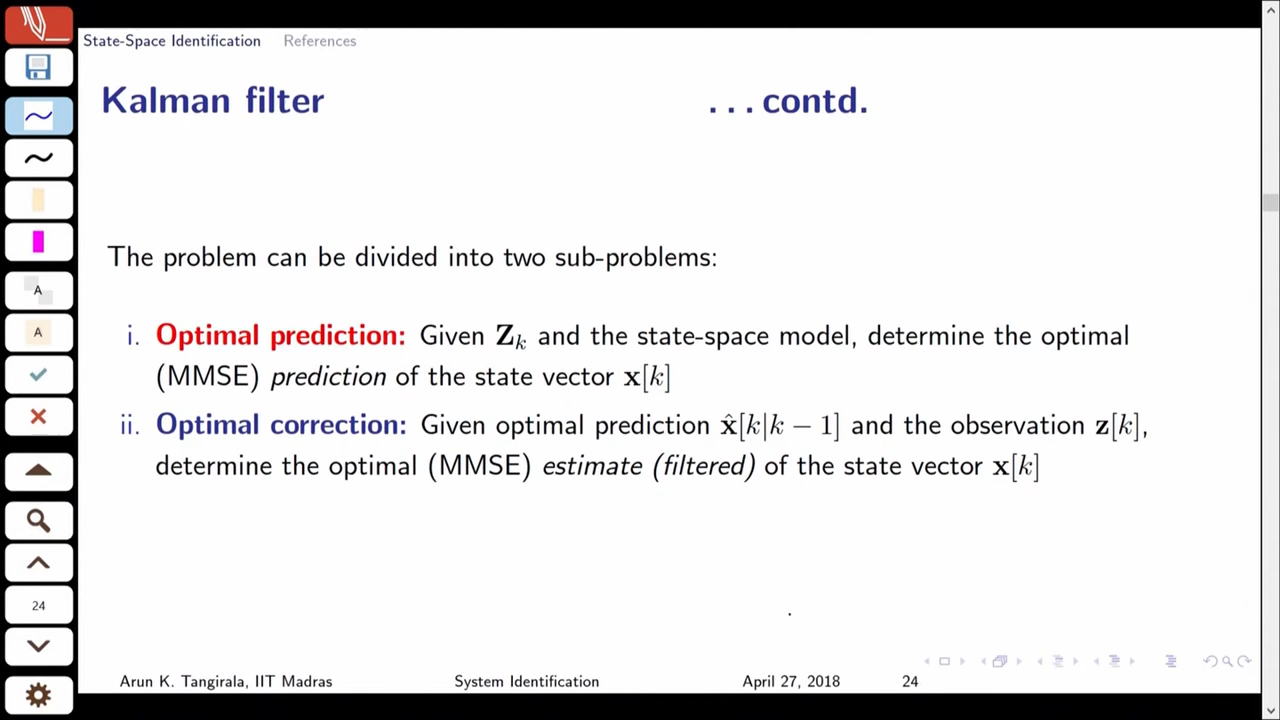 State-Space Identification References
Kalman filter ...contd.
The problem can be divided into two sub-problems:
i. Optimal prediction: Given Z_k and the state-space model, determine the optimal
(MMSE) prediction of the state vector x[k]
ii. Optimal correction: Given optimal prediction x̂[k|k − 1] and the observation z[k],
determine the optimal (MMSE) estimate (filtered) of the state vector x[k]
A
A
24
Arun K. Tangirala, IIT Madras System Identification April 27, 2018 24